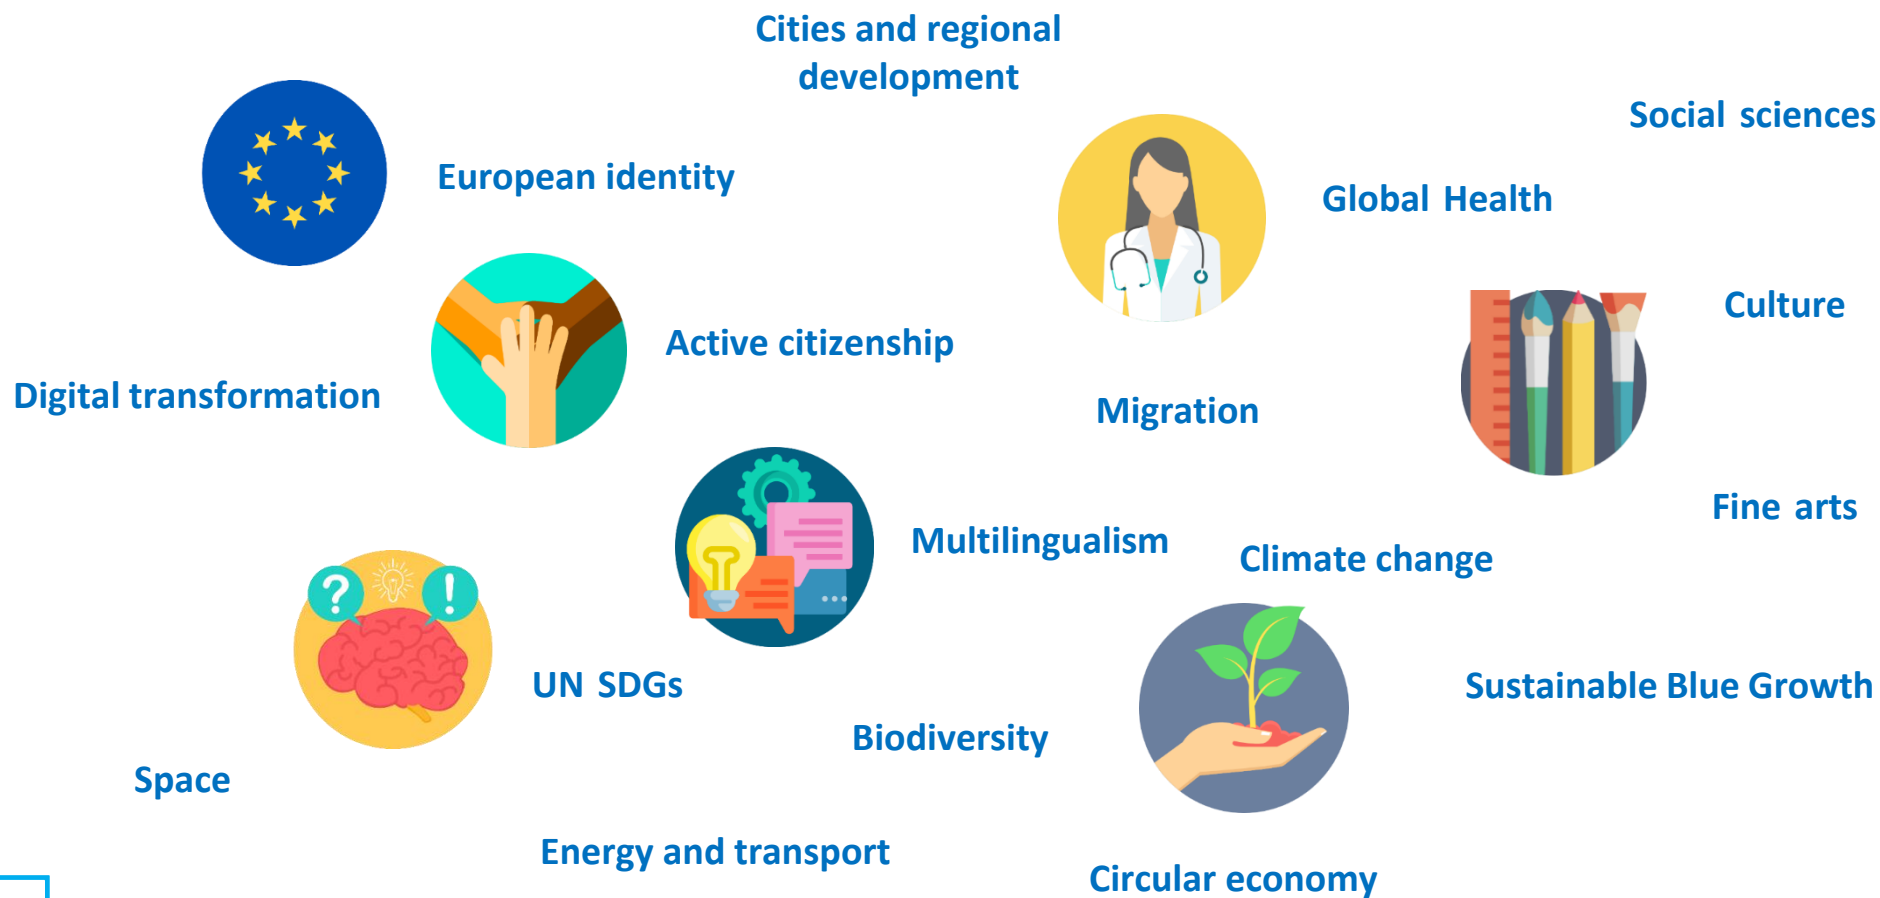 Cities and regional
development
Social sciences
European identity
Global Health
Culture
Active citizenship
Digital transformation
Migration
Fine arts
Multilingualism
Climate change
? !
UN SDGs
Sustainable Blue Growth
Biodiversity
Space
Energy and transport
Circular economy